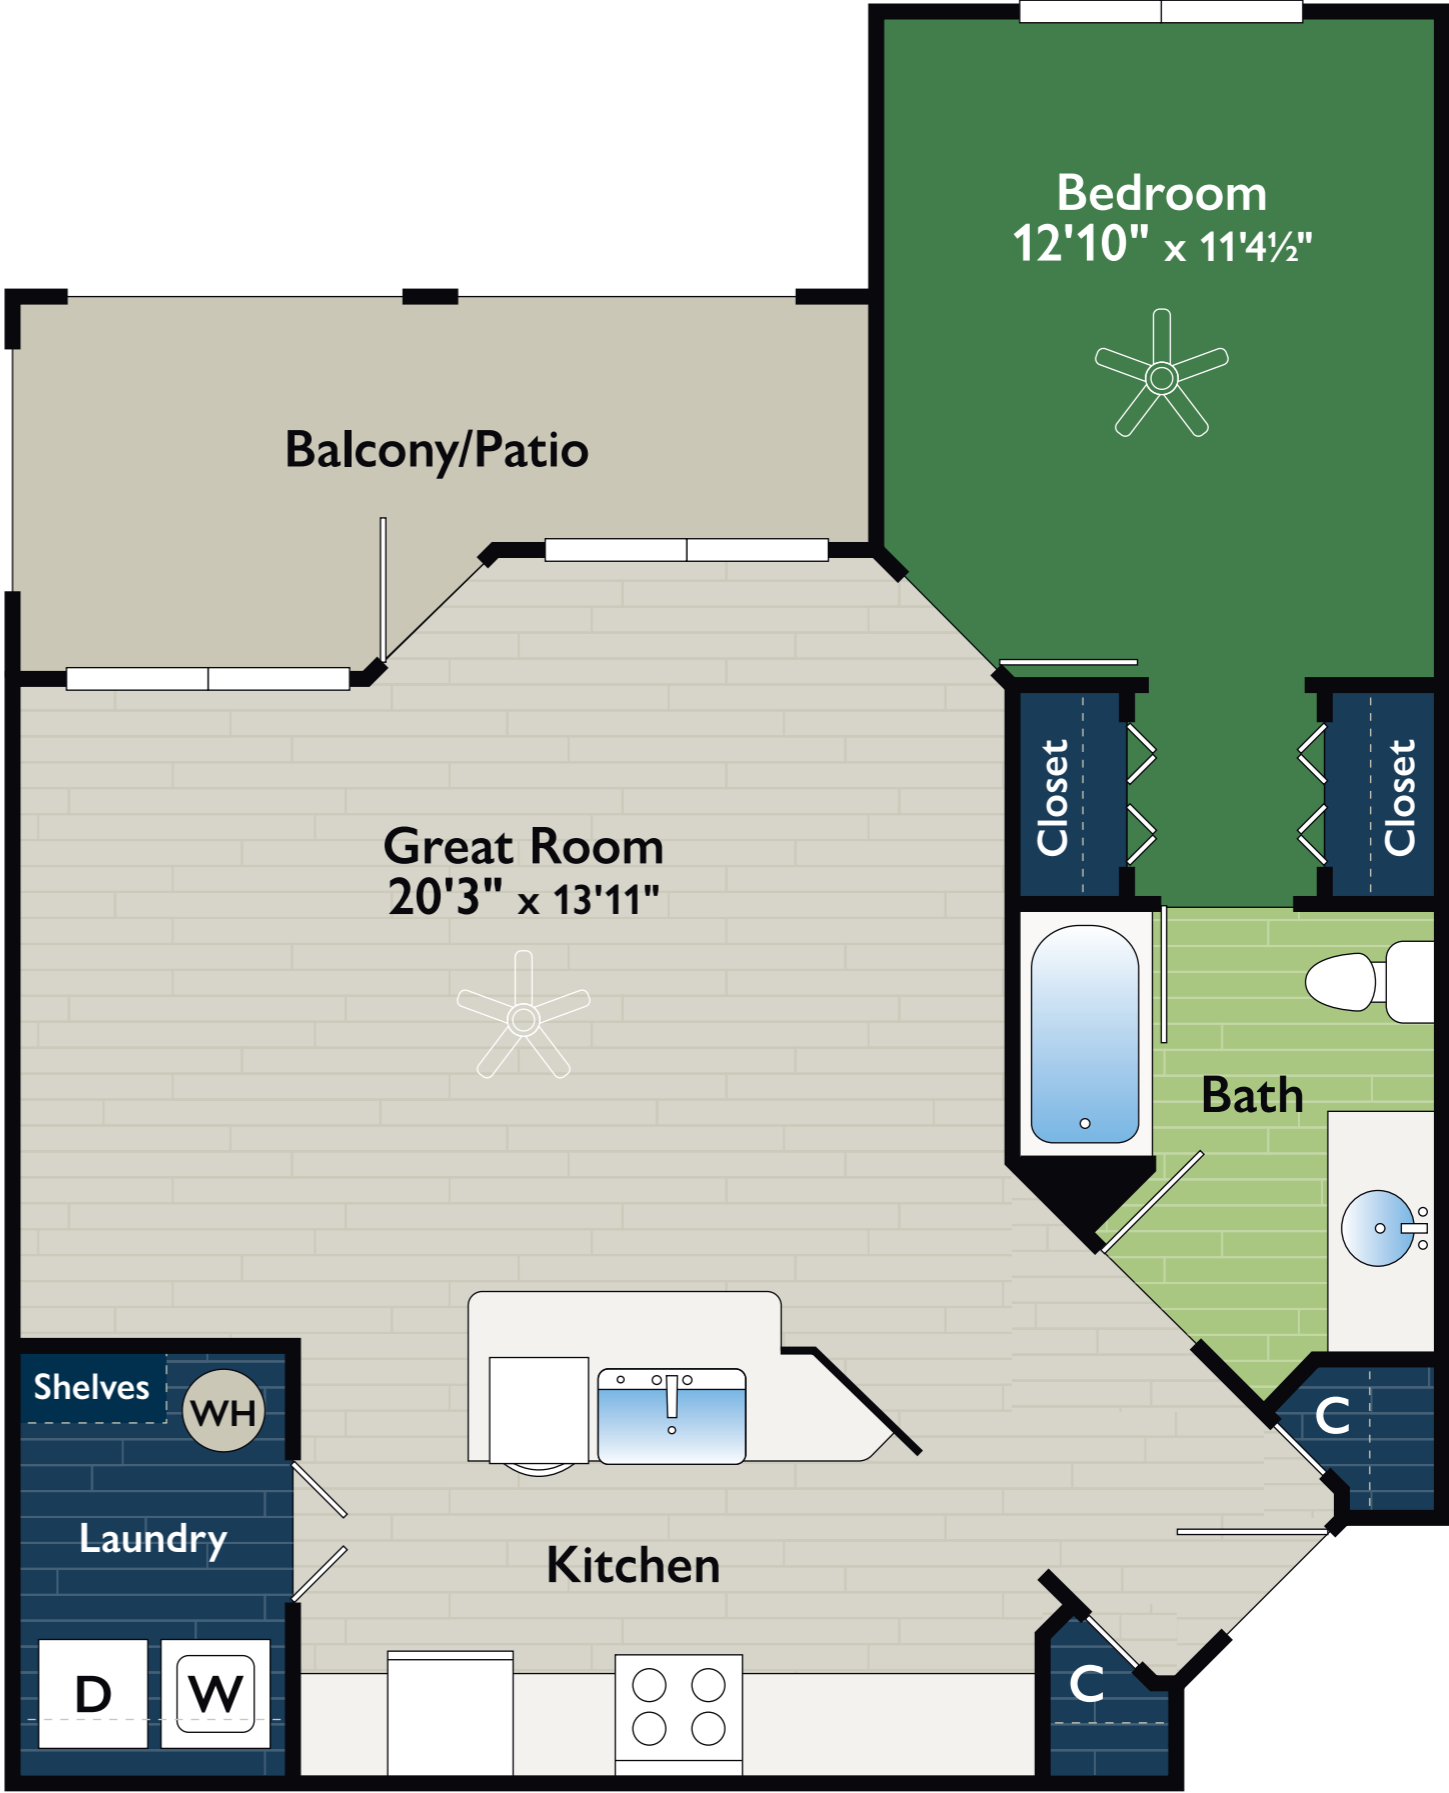 Bedroom
12'10" x 11'4½"
Balcony/Patio
Closet
Closet
Great Room
20'3" x 13'11"
Bath
Shelves
WH
C
Laundry
Kitchen
D
W
C